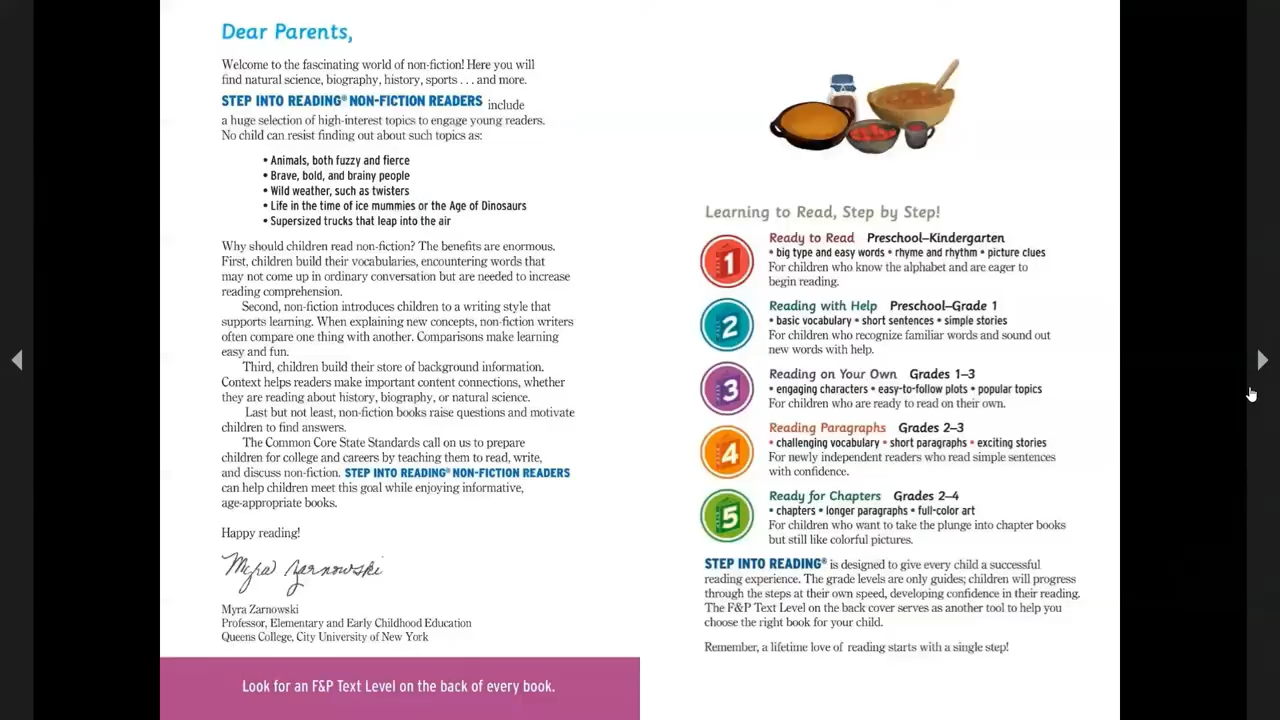 Dear Parents,
Welcome to the fascinating world of non-fiction! Here you will
find natural science, biography, history, sports . . . and more.
STEP INTO READING® NON-FICTION READERS include
a huge selection of high-interest topics to engage young readers.
No child can resist finding out about such topics as:
• Animals, both fuzzy and fierce
• Brave, bold, and brainy people
• Wild weather, such as twisters
• Life in the time of ice mummies or the Age of Dinosaurs
• Supersized trucks that leap into the air
Why should children read non-fiction? The benefits are enormous.
First, children build their vocabularies, encountering words that
may not come up in ordinary conversation but are needed to increase
reading comprehension.
Second, non-fiction introduces children to a writing style that
supports learning. When explaining new concepts, non-fiction writers
often compare one thing with another. Comparisons make learning
easy and fun.
Third, children build their store of background information.
Context helps readers make important content connections, whether
they are reading about history, biography, or natural science.
Last but not least, non-fiction books raise questions and motivate
children to find answers.
The Common Core State Standards call on us to prepare
children for college and careers by teaching them to read, write,
and discuss non-fiction. STEP INTO READING® NON-FICTION READERS
can help children meet this goal while enjoying informative,
age-appropriate books.
Happy reading!
Myra Zarnowski
Myra Zarnowski
Professor, Elementary and Early Childhood Education
Queens College, City University of New York
Look for an F&P Text Level on the back of every book.
Learning to Read, Step by Step!
1
Ready to Read Preschool–Kindergarten
• big type and easy words • rhyme and rhythm • picture clues
For children who know the alphabet and are eager to
begin reading.
2
Reading with Help Preschool–Grade 1
• basic vocabulary • short sentences • simple stories
For children who recognize familiar words and sound out
new words with help.
3
Reading on Your Own Grades 1–3
• engaging characters • easy-to-follow plots • popular topics
For children who are ready to read on their own.
4
Reading Paragraphs Grades 2–3
• challenging vocabulary • short paragraphs • exciting stories
For newly independent readers who read simple sentences
with confidence.
5
Ready for Chapters Grades 2–4
• chapters • longer paragraphs • full-color art
For children who want to take the plunge into chapter books
but still like colorful pictures.
STEP INTO READING® is designed to give every child a successful
reading experience. The grade levels are only guides; children will progress
through the steps at their own speed, developing confidence in their reading.
The F&P Text Level on the back cover serves as another tool to help you
choose the right book for your child.
Remember, a lifetime love of reading starts with a single step!